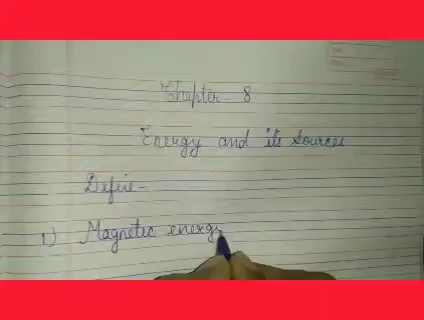 Chapter - 8
Energy and its Sources
Define -
1) Magnetic energy